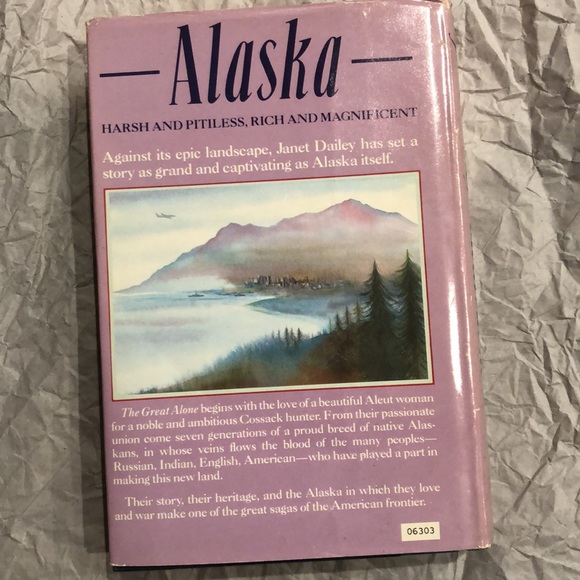 — Alaska —
HARSH AND PITILESS, RICH AND MAGNIFICENT
Against its epic landscape, Janet Dailey has set a
story as grand and captivating as Alaska itself.
The Great Alone begins with the love of a beautiful Aleut woman
for a noble and ambitious Cossack hunter. From their passionate
union come seven generations of a proud breed of native Alas-
kans, in whose veins flows the blood of the many peoples—
Russian, Indian, English, American—who have played a part in
making this new land.
Their story, their heritage, and the Alaska in which they love
and war make one of the great sagas of the American frontier.
06303